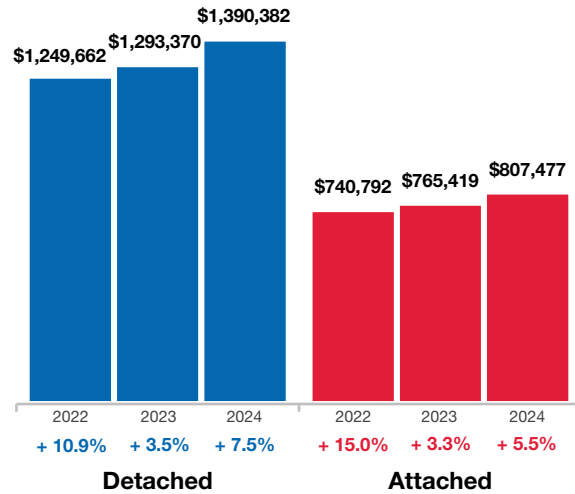 $1,249,662 $1,293,370 $1,390,382
$740,792 $765,419 $807,477
2022 2023 2024 2022 2023 2024
+ 10.9% + 3.5% + 7.5% + 15.0% + 3.3% + 5.5%
Detached Attached